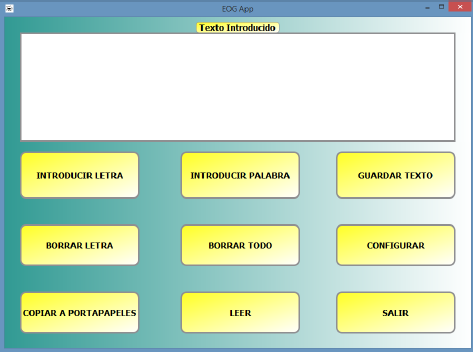 EOG App
Texto Introducido
INTRODUCIR LETRA
INTRODUCIR PALABRA
GUARDAR TEXTO
BORRAR LETRA
BORRAR TODO
CONFIGURAR
COPIAR A PORTAPAPELES
LEER
SALIR